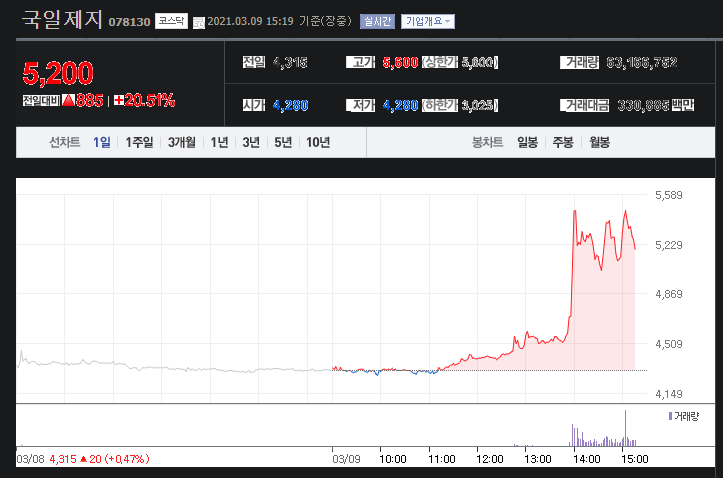 국일제지 078130 코스닥 2021.03.09 15:19 기준(장중) 실시간 기업개요
5,200
전일대비 ▲885 | +20.51%
전일 4,315 고가 5,600 (상한가 5,600)
시가 4,280 저가 4,280 (하한가 3,025)
거래량 63,166,752
거래대금 백만
선차트 1일 1주일 3개월 1년 3년 5년 10년 봉차트 일봉 주봉 월봉
5,589
5,229
4,869
4,509
4,149
거래량
03/08 4,315 ▲ 20 (+0.47%) 03/09 10:00 11:00 12:00 13:00 14:00 15:00